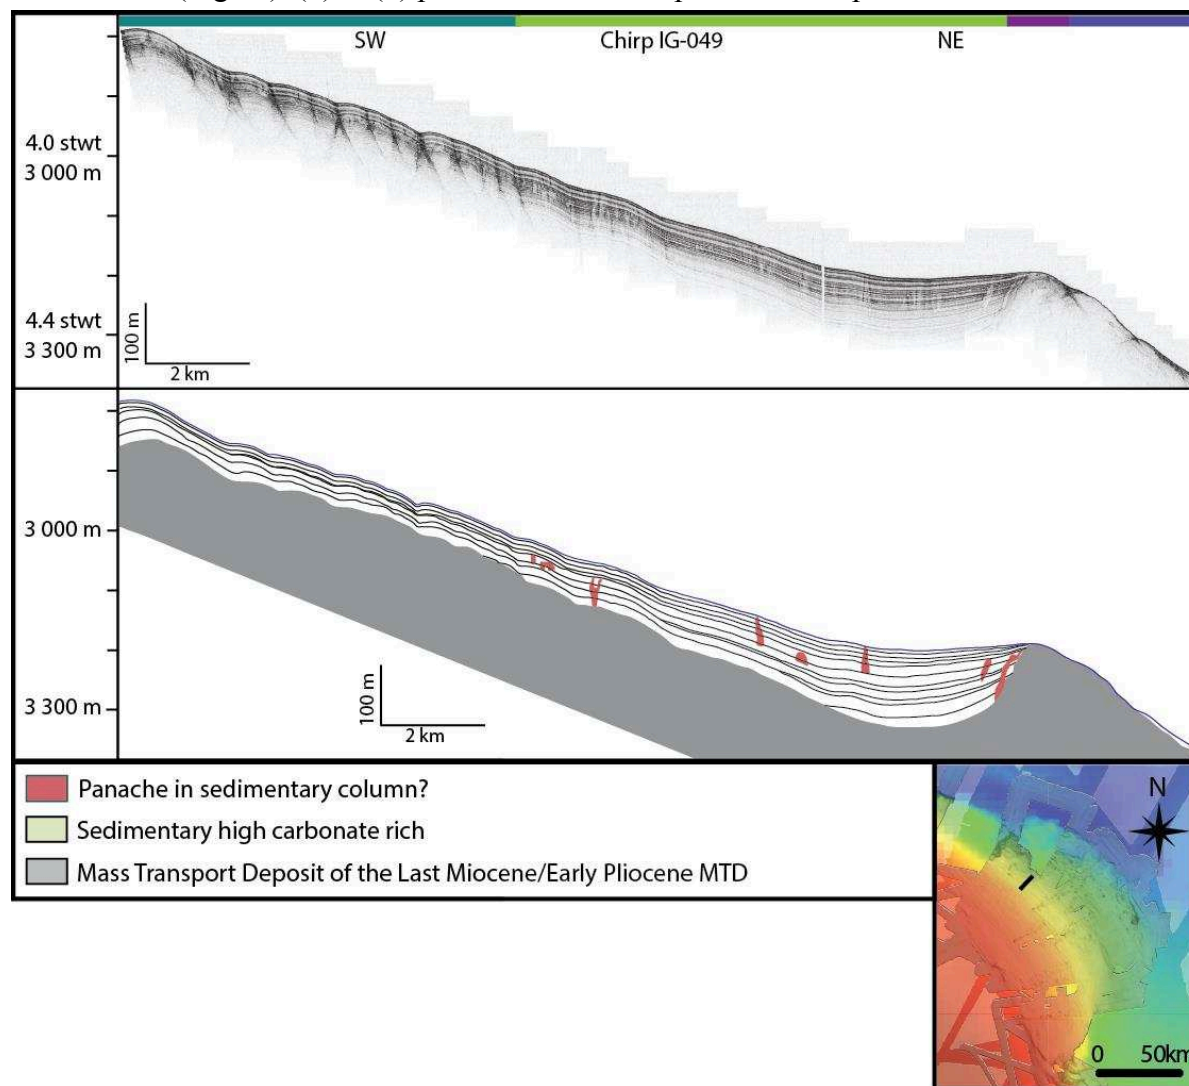 SW Chirp IG-049 NE
4.0 stwt
3 000 m
4.4 stwt
3 300 m
100 m
2 km
3 000 m
3 300 m
100 m
2 km
Panache in sedimentary column?
Sedimentary high carbonate rich
Mass Transport Deposit of the Last Miocene/Early Pliocene MTD
N
0 50km